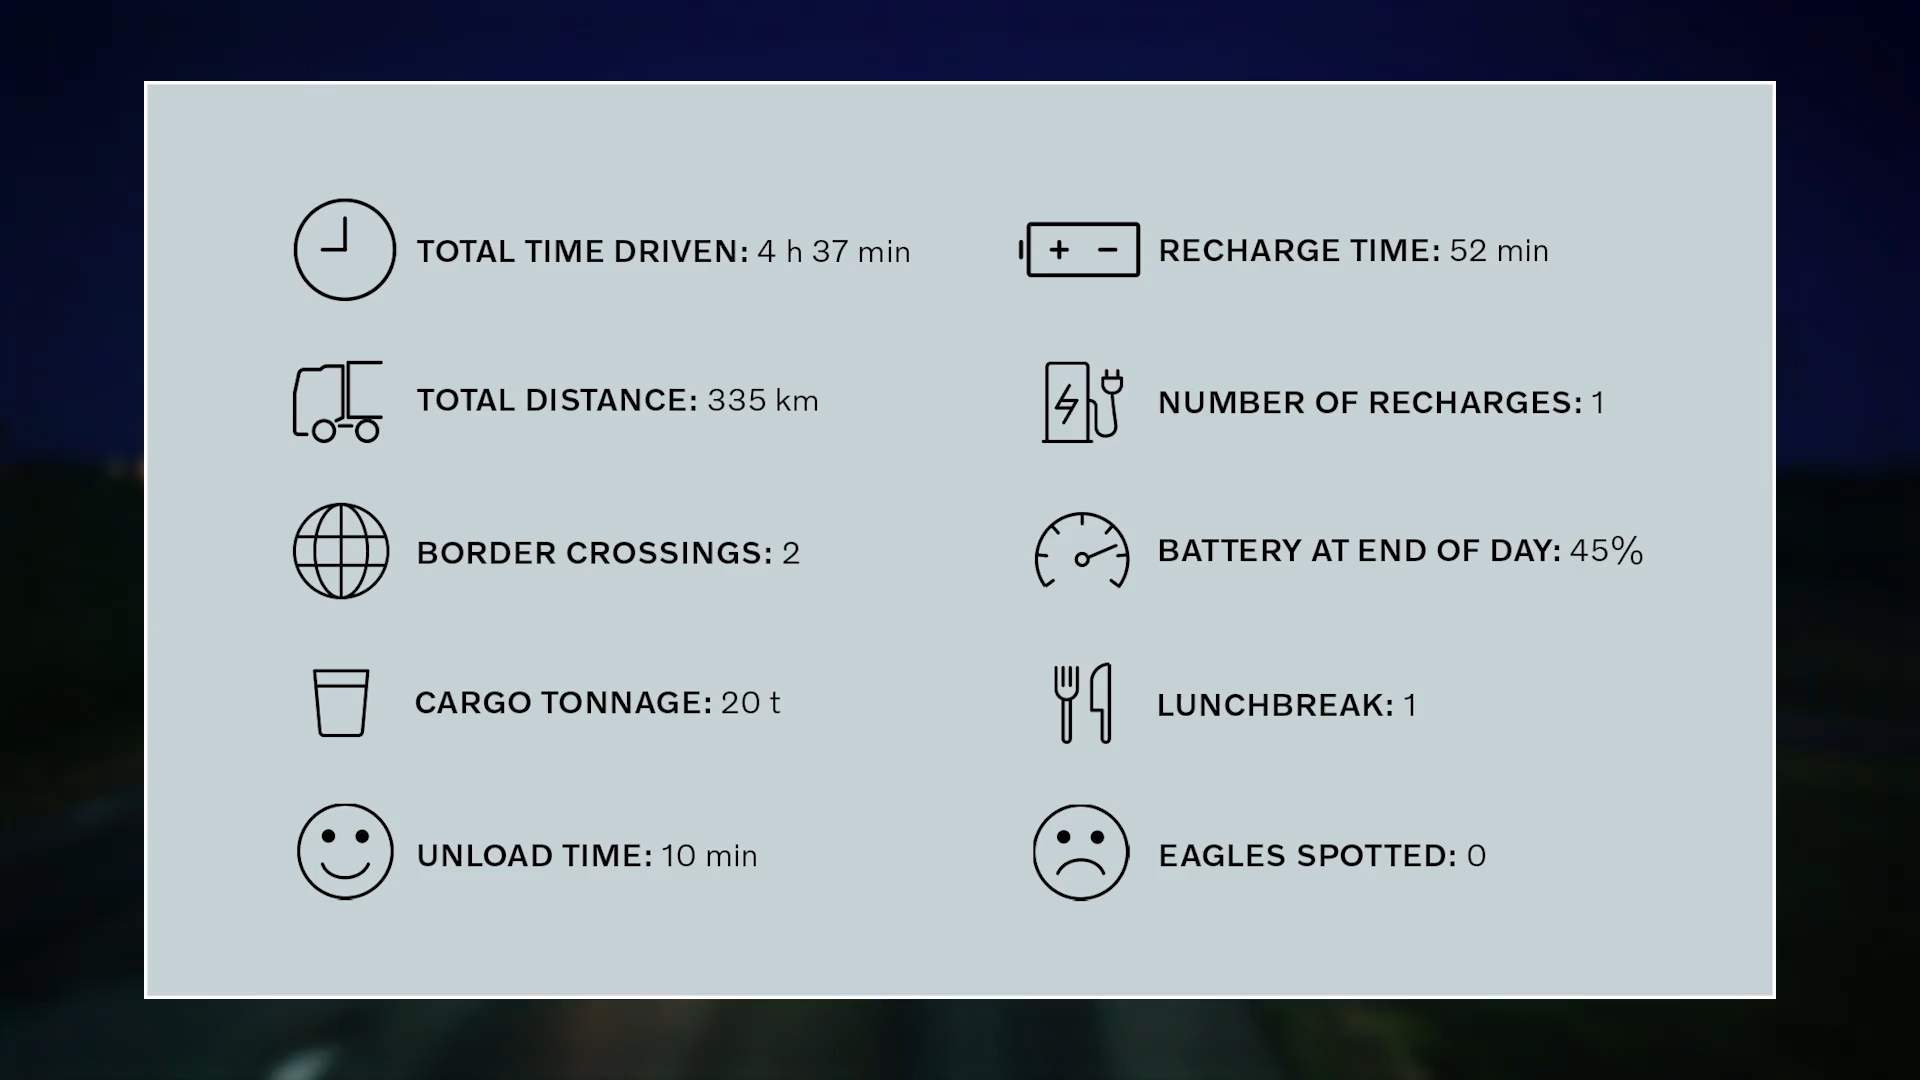 TOTAL TIME DRIVEN: 4 h 37 min
RECHARGE TIME: 52 min
TOTAL DISTANCE: 335 km
NUMBER OF RECHARGES: 1
BORDER CROSSINGS: 2
BATTERY AT END OF DAY: 45%
CARGO TONNAGE: 20 t
LUNCHBREAK: 1
UNLOAD TIME: 10 min
EAGLES SPOTTED: 0